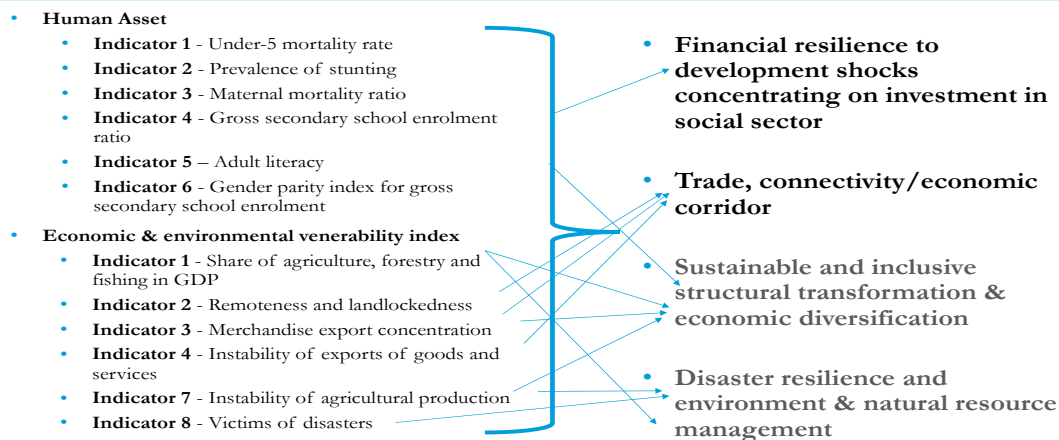 • Human Asset
• Indicator 1 - Under-5 mortality rate
• Indicator 2 - Prevalence of stunting
• Indicator 3 - Maternal mortality ratio
• Indicator 4 - Gross secondary school enrolment
ratio
• Indicator 5 – Adult literacy
• Indicator 6 - Gender parity index for gross
secondary school enrolment
• Economic & environmental venerability index
• Indicator 1 - Share of agriculture, forestry and
fishing in GDP
• Indicator 2 - Remoteness and landlockedness
• Indicator 3 - Merchandise export concentration
• Indicator 4 - Instability of exports of goods and
services
• Indicator 7 - Instability of agricultural production
• Indicator 8 - Victims of disasters
• Financial resilience to
development shocks
concentrating on investment in
social sector
• Trade, connectivity/economic
corridor
• Sustainable and inclusive
structural transformation &
economic diversification
• Disaster resilience and
environment & natural resource
management